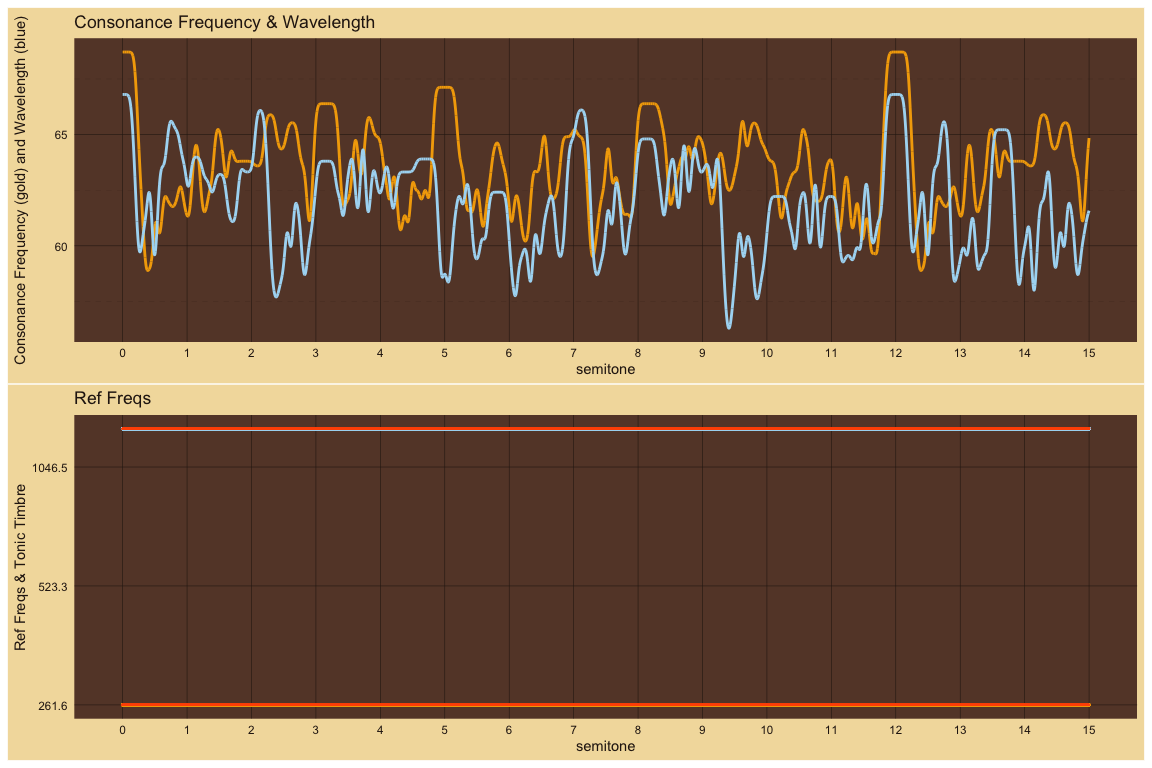 Consonance Frequency & Wavelength
Consonance Frequency (gold) and Wavelength (blue)
65
60
0 1 2 3 4 5 6 7 8 9 10 11 12 13 14 15
semitone
Ref Freqs
Ref Freqs & Tonic Timbre
1046.5
523.3
261.6
0 1 2 3 4 5 6 7 8 9 10 11 12 13 14 15
semitone